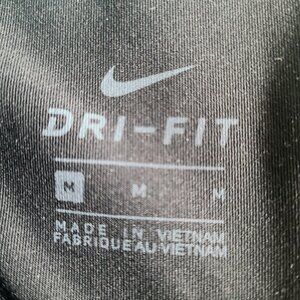 DRI-FIT
M M M
MADE IN VIETNAM
FABRIQUE AU VIETNAM